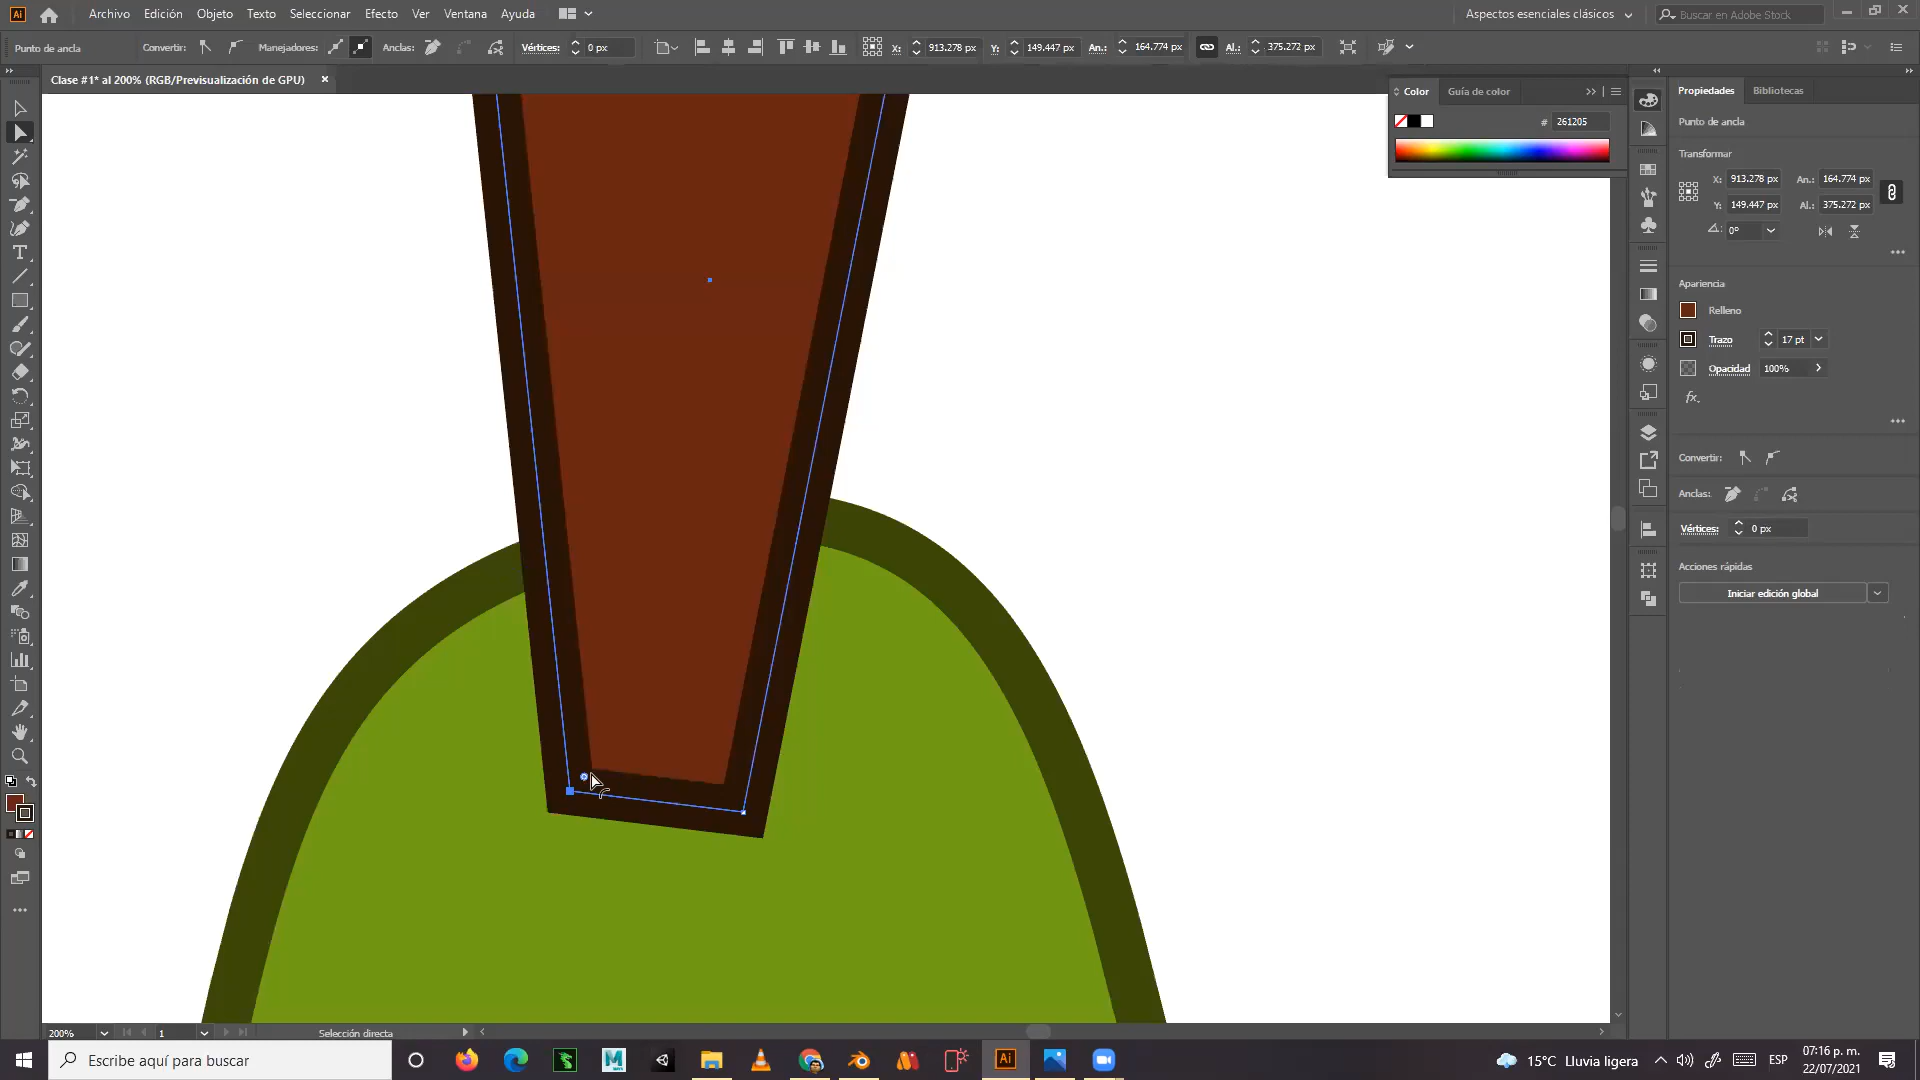 Ai Archivo Edición Objeto Texto Seleccionar Efecto Ver Ventana Ayuda Aspectos esenciales clásicos Buscar en Adobe Stock
Punto de ancla Convertir: Manejadores: Anclas: Vértices: 0 px X: 913.278 px Y: 149.447 px An.: 164.774 px Al.: 375.272 px
Clase #1* al 200% (RGB/Previsualización de GPU) ×
Color Guía de color
# 261205
Propiedades Bibliotecas
Punto de ancla
Transformar
X: 913.278 px An.: 164.774 px
Y: 149.447 px Al.: 375.272 px
0°
Apariencia
Relleno
Trazo 17 pt
Opacidad 100%
fx.
Convertir:
Anclas:
Vértices: 0 px
Acciones rápidas
Iniciar edición global
200% 1 Selección directa
Escribe aquí para buscar
Ai
15°C Lluvia ligera
ESP
07:16 p. m.
22/07/2021